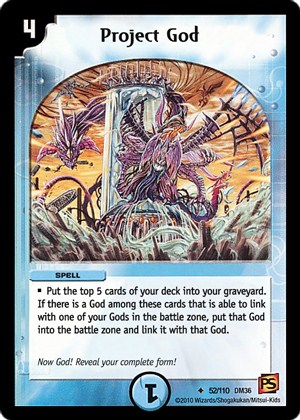 4
Project God
SPELL
▪ Put the top 5 cards of your deck into your graveyard.
If there is a God among these cards that is able to link
with one of your Gods in the battle zone, put that God
into the battle zone and link it with that God.
Now God! Reveal your complete form!
1
✦ 52/110 DM36
©2010 Wizards/Shogakukan/Mitsui-Kids
PS